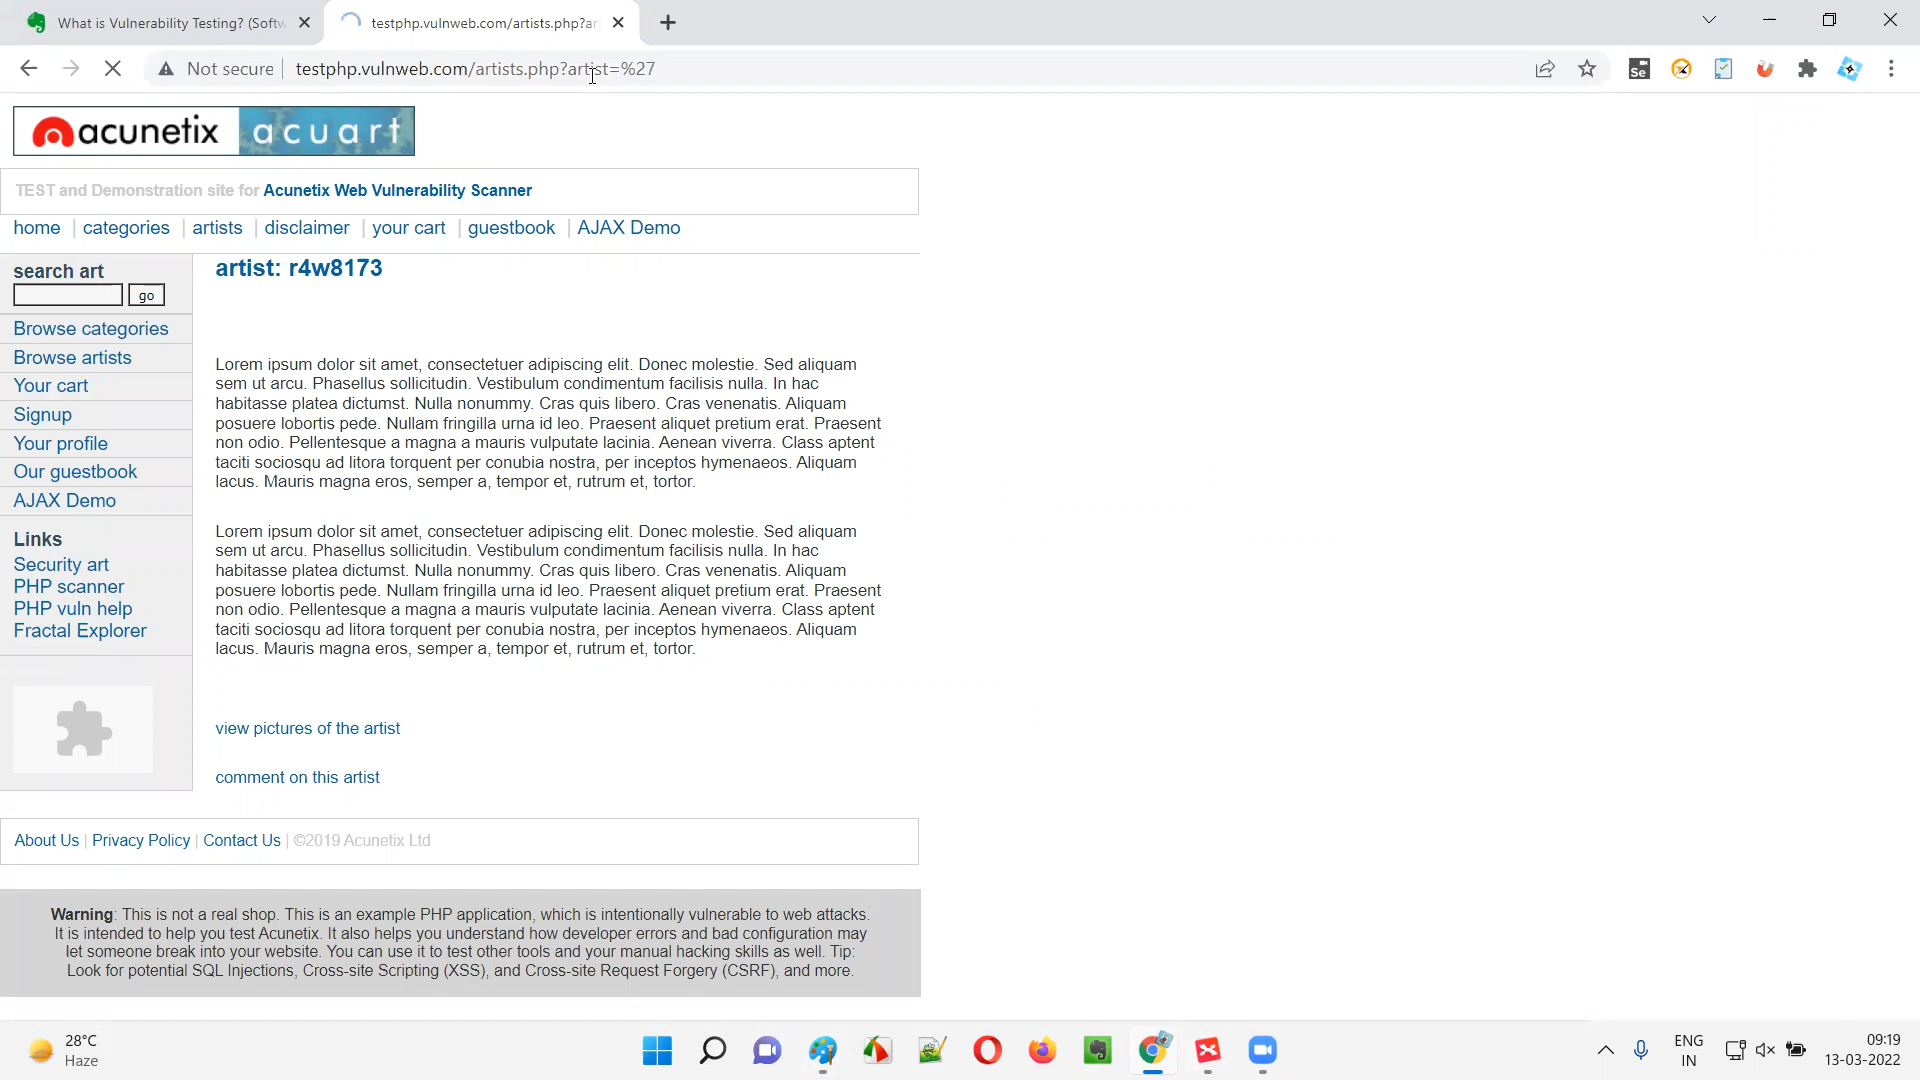 What is Vulnerability Testing? (Softw
testphp.vulnweb.com/artists.php?ar
Not secure
testphp.vulnweb.com/artists.php?artist=%27
Se
acunetix acuart
TEST and Demonstration site for Acunetix Web Vulnerability Scanner
home | categories | artists | disclaimer | your cart | guestbook | AJAX Demo
search art
go
Browse categories
Browse artists
Your cart
Signup
Your profile
Our guestbook
AJAX Demo
Links
Security art
PHP scanner
PHP vuln help
Fractal Explorer
artist: r4w8173
Lorem ipsum dolor sit amet, consectetuer adipiscing elit. Donec molestie. Sed aliquam
sem ut arcu. Phasellus sollicitudin. Vestibulum condimentum facilisis nulla. In hac
habitasse platea dictumst. Nulla nonummy. Cras quis libero. Cras venenatis. Aliquam
posuere lobortis pede. Nullam fringilla urna id leo. Praesent aliquet pretium erat. Praesent
non odio. Pellentesque a magna a mauris vulputate lacinia. Aenean viverra. Class aptent
taciti sociosqu ad litora torquent per conubia nostra, per inceptos hymenaeos. Aliquam
lacus. Mauris magna eros, semper a, tempor et, rutrum et, tortor.
Lorem ipsum dolor sit amet, consectetuer adipiscing elit. Donec molestie. Sed aliquam
sem ut arcu. Phasellus sollicitudin. Vestibulum condimentum facilisis nulla. In hac
habitasse platea dictumst. Nulla nonummy. Cras quis libero. Cras venenatis. Aliquam
posuere lobortis pede. Nullam fringilla urna id leo. Praesent aliquet pretium erat. Praesent
non odio. Pellentesque a magna a mauris vulputate lacinia. Aenean viverra. Class aptent
taciti sociosqu ad litora torquent per conubia nostra, per inceptos hymenaeos. Aliquam
lacus. Mauris magna eros, semper a, tempor et, rutrum et, tortor.
view pictures of the artist
comment on this artist
About Us | Privacy Policy | Contact Us | ©2019 Acunetix Ltd
Warning: This is not a real shop. This is an example PHP application, which is intentionally vulnerable to web attacks.
It is intended to help you test Acunetix. It also helps you understand how developer errors and bad configuration may
let someone break into your website. You can use it to test other tools and your manual hacking skills as well. Tip:
Look for potential SQL Injections, Cross-site Scripting (XSS), and Cross-site Request Forgery (CSRF), and more.
28°C
Haze
ENG
IN
09:19
13-03-2022